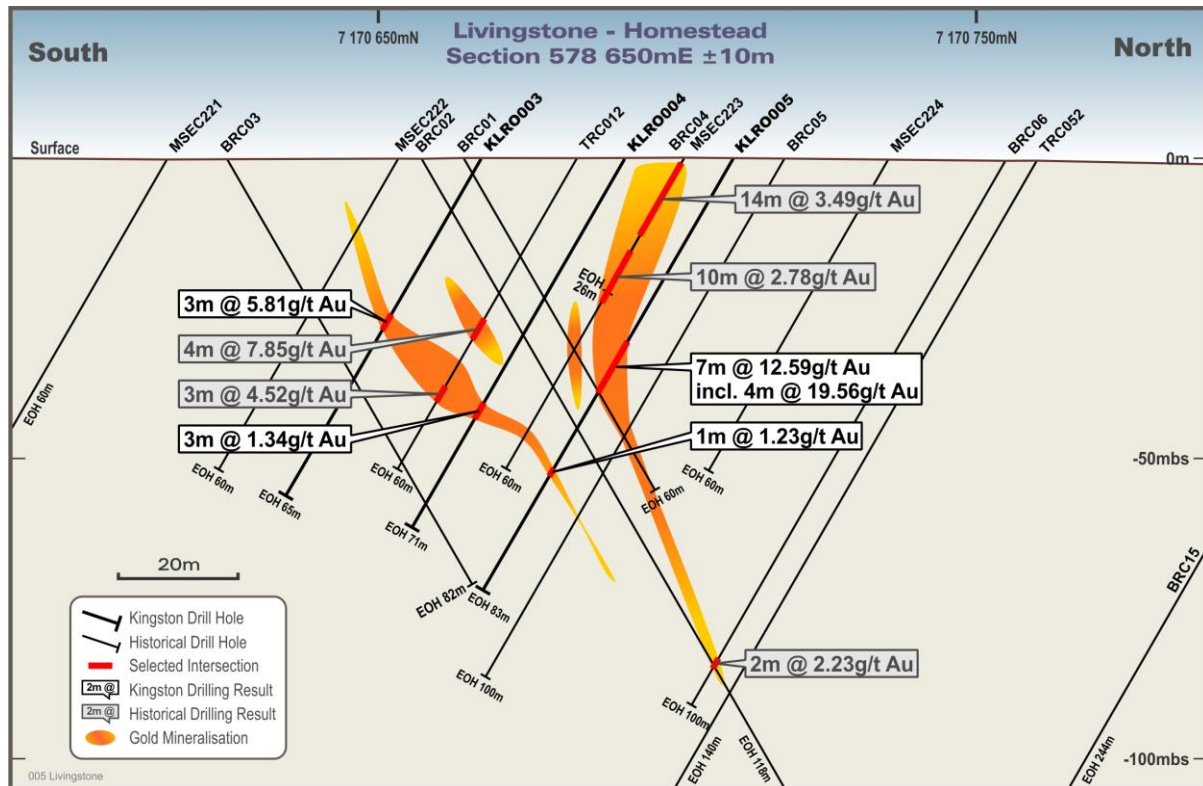 Livingstone - Homestead
Section 578 650mE ±10m
7 170 650mN
7 170 750mN
South
North
MSEC221
BRC03
MSEC222
BRC02
BRC01
KLRO003
TRC012
KLRO004
BRC04
MSEC223
KLRO005
BRC05
MSEC224
BRC06
TRC052
Surface
0m
14m @ 3.49g/t Au
EOH
26m
10m @ 2.78g/t Au
3m @ 5.81g/t Au
4m @ 7.85g/t Au
7m @ 12.59g/t Au
incl. 4m @ 19.56g/t Au
3m @ 4.52g/t Au
3m @ 1.34g/t Au
1m @ 1.23g/t Au
EOH 60m
-50mbs
EOH 60m
EOH 65m
EOH 60m
EOH 60m
EOH 60m
EOH 60m
EOH 71m
EOH 82m
EOH 83m
EOH 100m
BRC15
2m @ 2.23g/t Au
EOH 100m
EOH 140m
EOH 118m
EOH 244m
-100mbs
20m
Kingston Drill Hole
Historical Drill Hole
Selected Intersection
2m @
Kingston Drilling Result
2m @
Historical Drilling Result
Gold Mineralisation
005 Livingstone